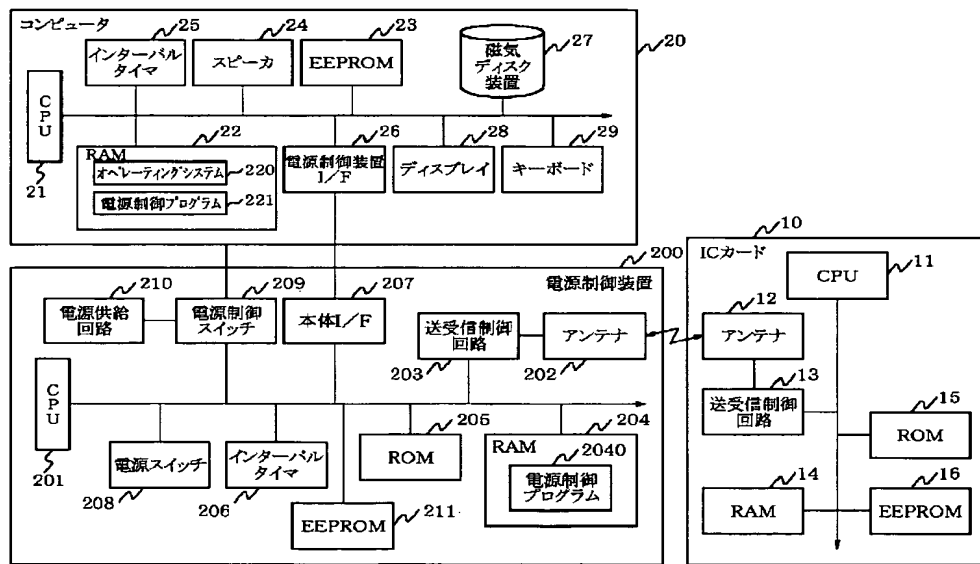 コンピュータ
25
24
23
27
20
インターバル
タイマ
スピーカ
EEPROM
磁気
ディスク
装置
CPU
21
22
26
28
29
RAM
オペレーティングシステム
220
電源制御プログラム
221
電源制御装置
I/F
ディスプレイ
キーボード
200
電源制御装置
210
209
207
電源供給
回路
電源制御
スイッチ
本体I/F
送受信制御
回路
203
アンテナ
202
CPU
201
電源スイッチ
208
インターバル
タイマ
206
EEPROM
211
205
ROM
204
RAM
2040
電源制御
プログラム
10
ICカード
CPU
11
12
アンテナ
13
送受信制御
回路
15
ROM
14
RAM
16
EEPROM